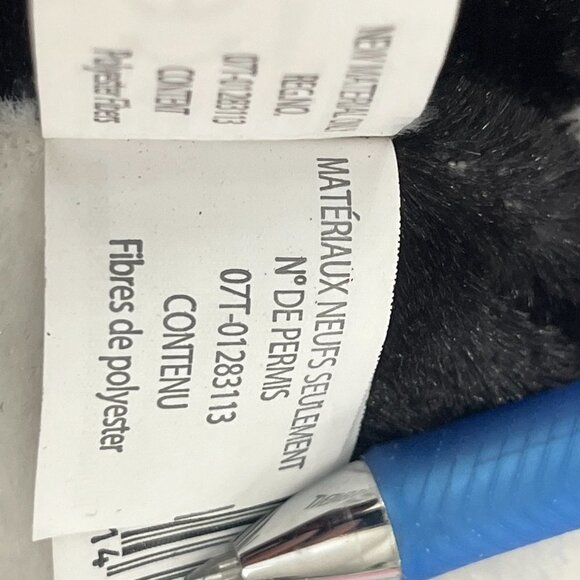 NEW MATERIAL
REG.NO.
07T-01283113
CONTENT
Polyester Fibers
MATÉRIAUX NEUFS SEULEMENT
N° DE PERMIS
07T-01283113
CONTENU
Fibres de polyester
14